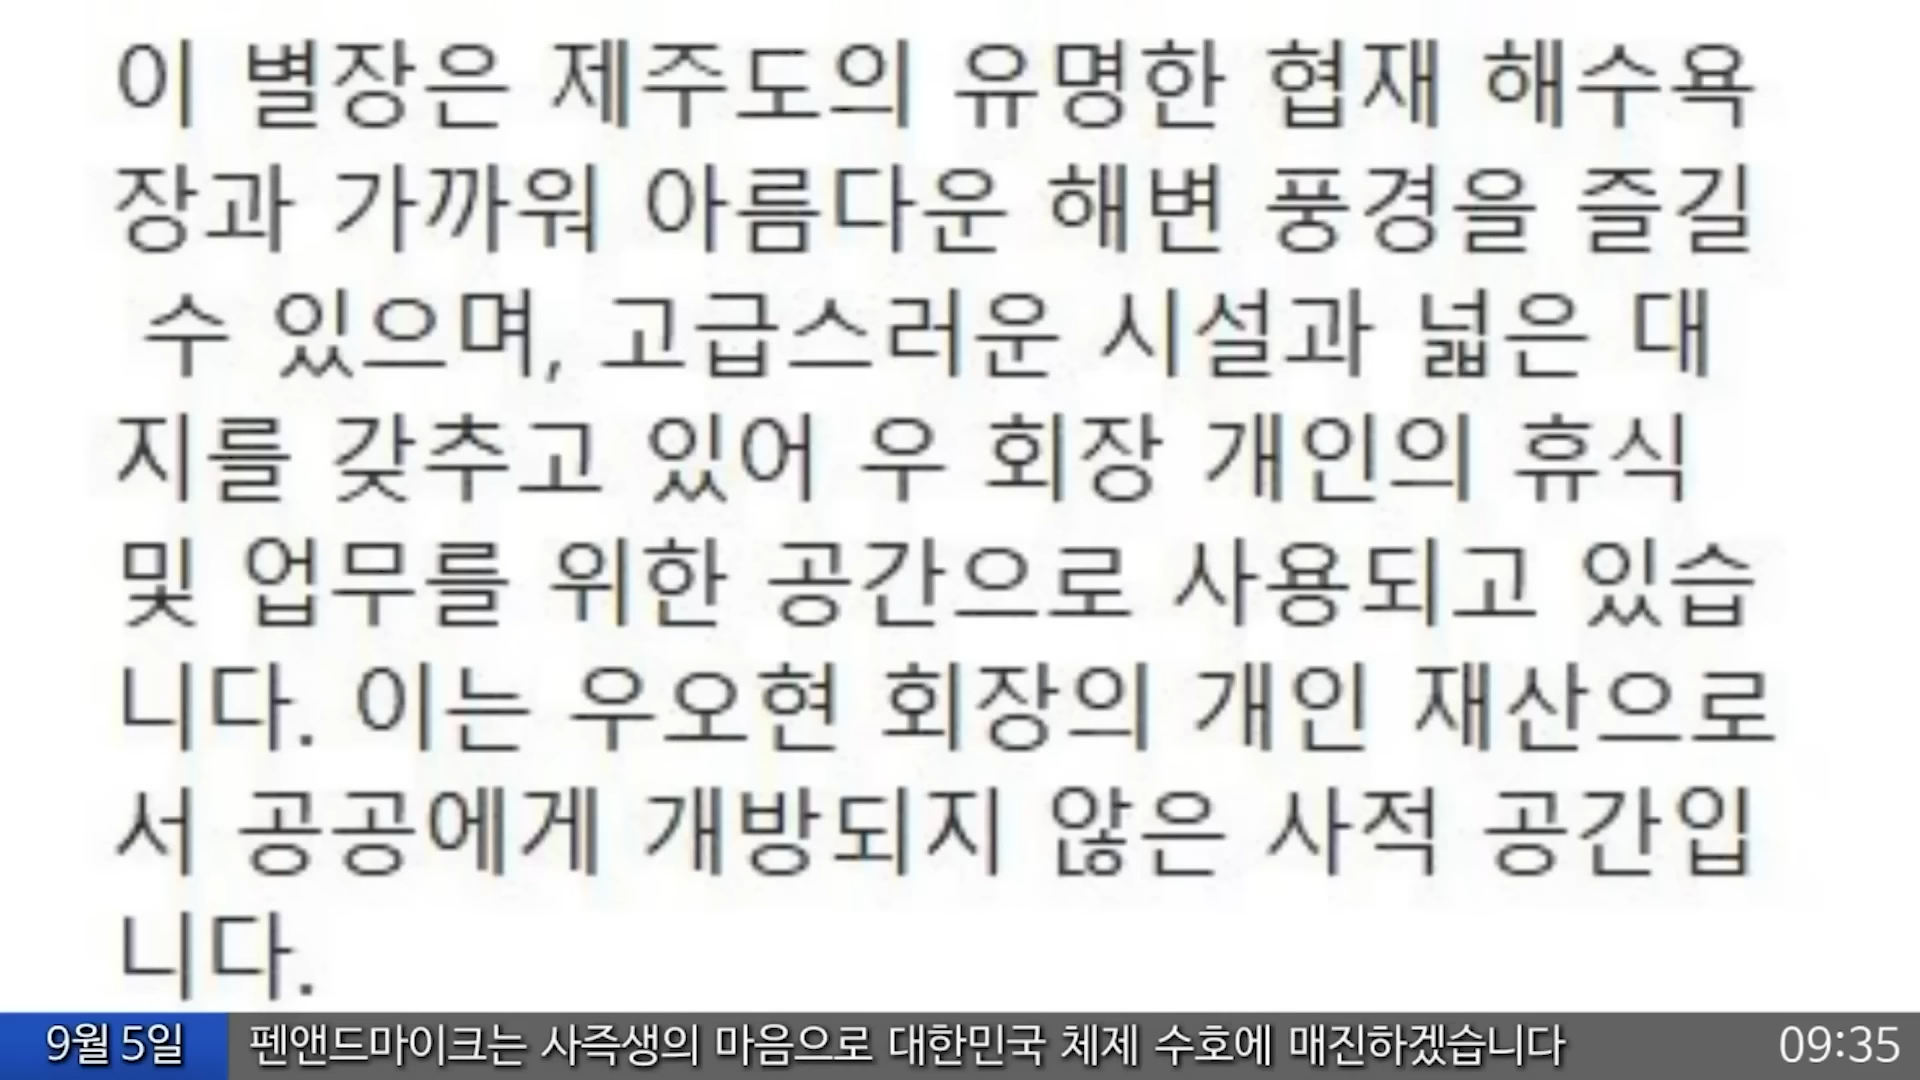 이 별장은 제주도의 유명한 협재 해수욕
장과 가까워 아름다운 해변 풍경을 즐길
수 있으며, 고급스러운 시설과 넓은 대
지를 갖추고 있어 우 회장 개인의 휴식
및 업무를 위한 공간으로 사용되고 있습
니다. 이는 우오현 회장의 개인 재산으로
서 공공에게 개방되지 않은 사적 공간입
니다.
9월 5일 펜앤드마이크는 사즉생의 마음으로 대한민국 체제 수호에 매진하겠습니다 09:35